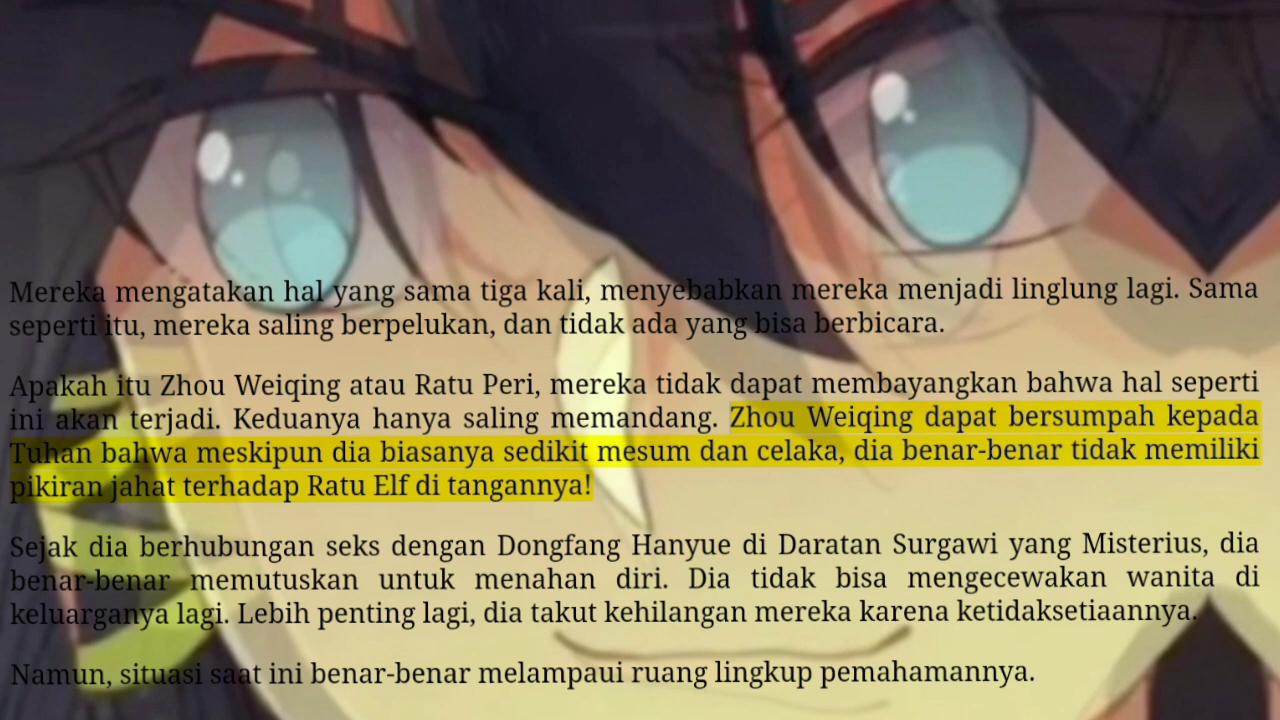 Mereka mengatakan hal yang sama tiga kali, menyebabkan mereka menjadi linglung lagi. Sama
seperti itu, mereka saling berpelukan, dan tidak ada yang bisa berbicara.
Apakah itu Zhou Weiqing atau Ratu Peri, mereka tidak dapat membayangkan bahwa hal seperti
ini akan terjadi. Keduanya hanya saling memandang. Zhou Weiqing dapat bersumpah kepada
Tuhan bahwa meskipun dia biasanya sedikit mesum dan celaka, dia benar-benar tidak memiliki
pikiran jahat terhadap Ratu Elf di tangannya!
Sejak dia berhubungan seks dengan Dongfang Hanyue di Daratan Surgawi yang Misterius, dia
benar-benar memutuskan untuk menahan diri. Dia tidak bisa mengecewakan wanita di
keluarganya lagi. Lebih penting lagi, dia takut kehilangan mereka karena ketidaksetiaannya.
Namun, situasi saat ini benar-benar melampaui ruang lingkup pemahamannya.